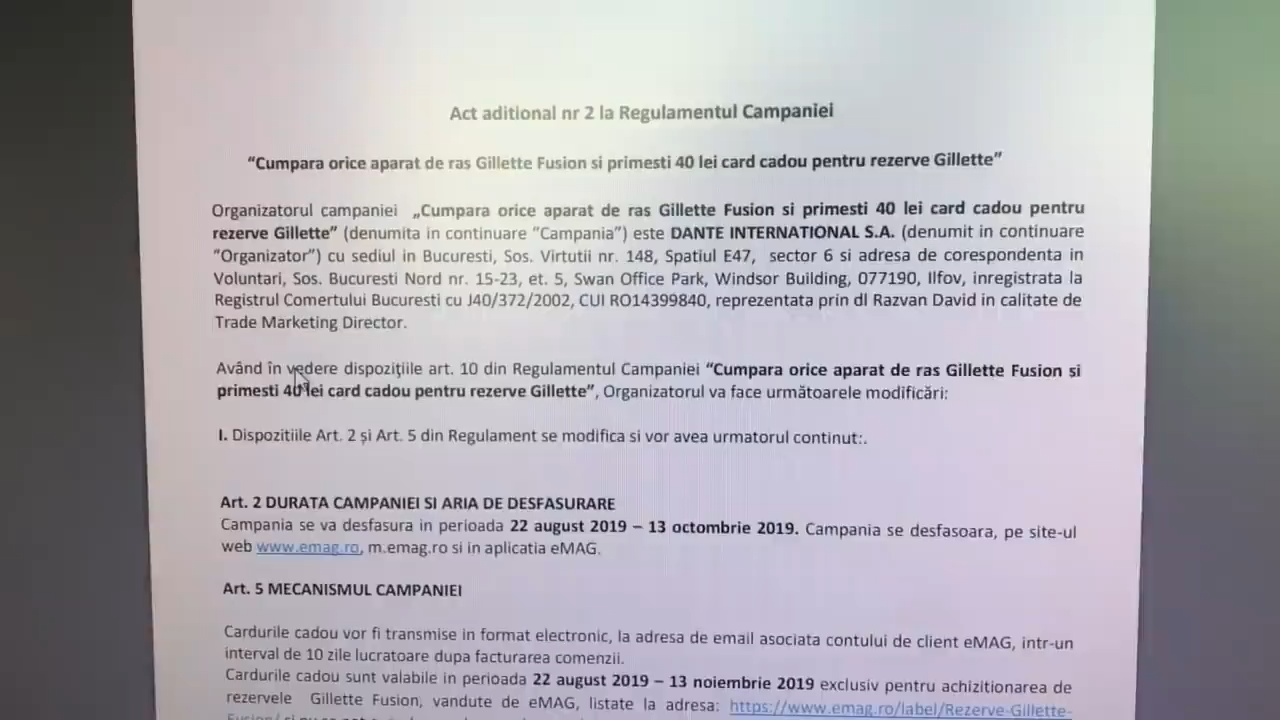 Act aditional nr 2 la Regulamentul Campaniei
“Cumpara orice aparat de ras Gillette Fusion si primesti 40 lei card cadou pentru rezerve Gillette”
Organizatorul campaniei „Cumpara orice aparat de ras Gillette Fusion si primesti 40 lei card cadou pentru
rezerve Gillette” (denumita in continuare “Campania”) este DANTE INTERNATIONAL S.A. (denumit in continuare
“Organizator”) cu sediul in Bucuresti, Sos. Virtutii nr. 148, Spatiul E47, sector 6 si adresa de corespondenta in
Voluntari, Sos. Bucuresti Nord nr. 15-23, et. 5, Swan Office Park, Windsor Building, 077190, Ilfov, inregistrata la
Registrul Comertului Bucuresti cu J40/372/2002, CUI RO14399840, reprezentata prin dl Razvan David in calitate de
Trade Marketing Director.
Având în vedere dispoziţiile art. 10 din Regulamentul Campaniei “Cumpara orice aparat de ras Gillette Fusion si
primesti 40 lei card cadou pentru rezerve Gillette”, Organizatorul va face următoarele modificări:
I. Dispozitiile Art. 2 și Art. 5 din Regulament se modifica si vor avea urmatorul continut:.
Art. 2 DURATA CAMPANIEI SI ARIA DE DESFASURARE
Campania se va desfasura in perioada 22 august 2019 – 13 octombrie 2019. Campania se desfasoara, pe site-ul
web www.emag.ro, m.emag.ro si in aplicatia eMAG.
Art. 5 MECANISMUL CAMPANIEI
Cardurile cadou vor fi transmise in format electronic, la adresa de email asociata contului de client eMAG, intr-un
interval de 10 zile lucratoare dupa facturarea comenzii.
Cardurile cadou sunt valabile in perioada 22 august 2019 – 13 noiembrie 2019 exclusiv pentru achizitionarea de
rezervele Gillette Fusion, vandute de eMAG, listate la adresa: https://www.emag.ro/label/Rezerve-Gillette-